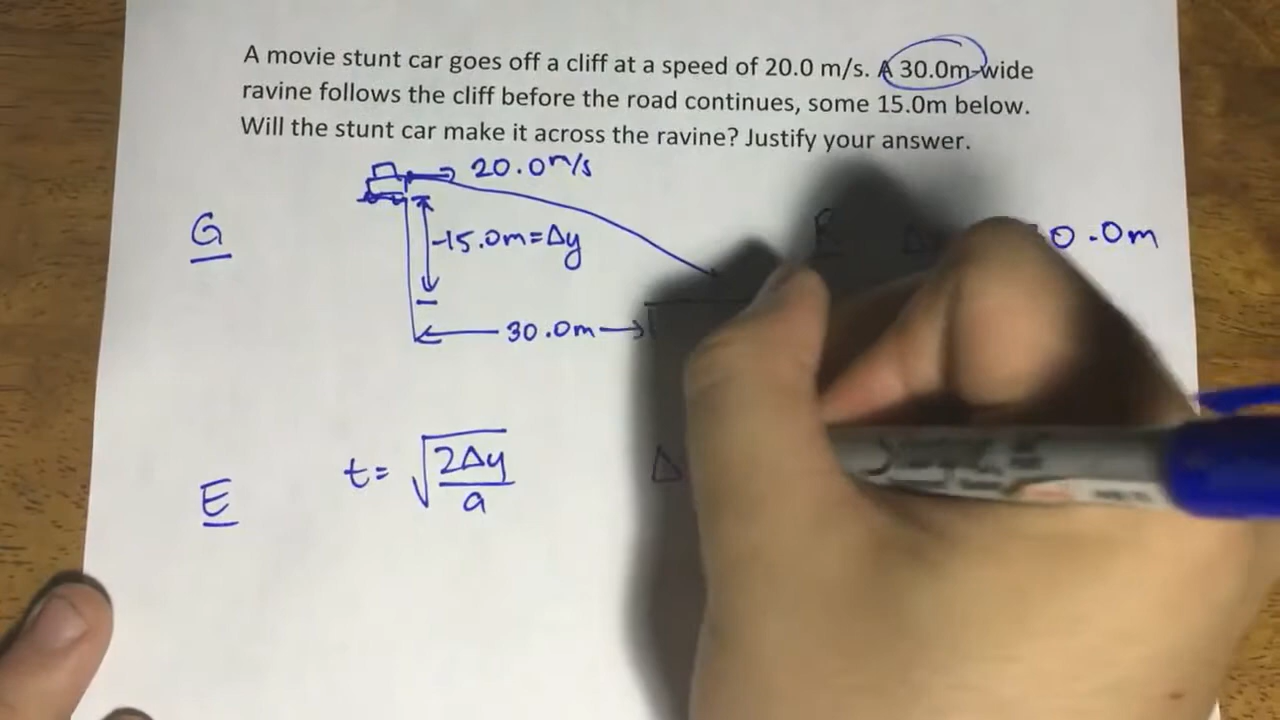 A movie stunt car goes off a cliff at a speed of 20.0 m/s. A 30.0m-wide
ravine follows the cliff before the road continues, some 15.0m below.
Will the stunt car make it across the ravine? Justify your answer.
20.0m/s
G
-15.0m=Δy
0.0m
30.0m
t= √(2Δy/a)
Δ
E